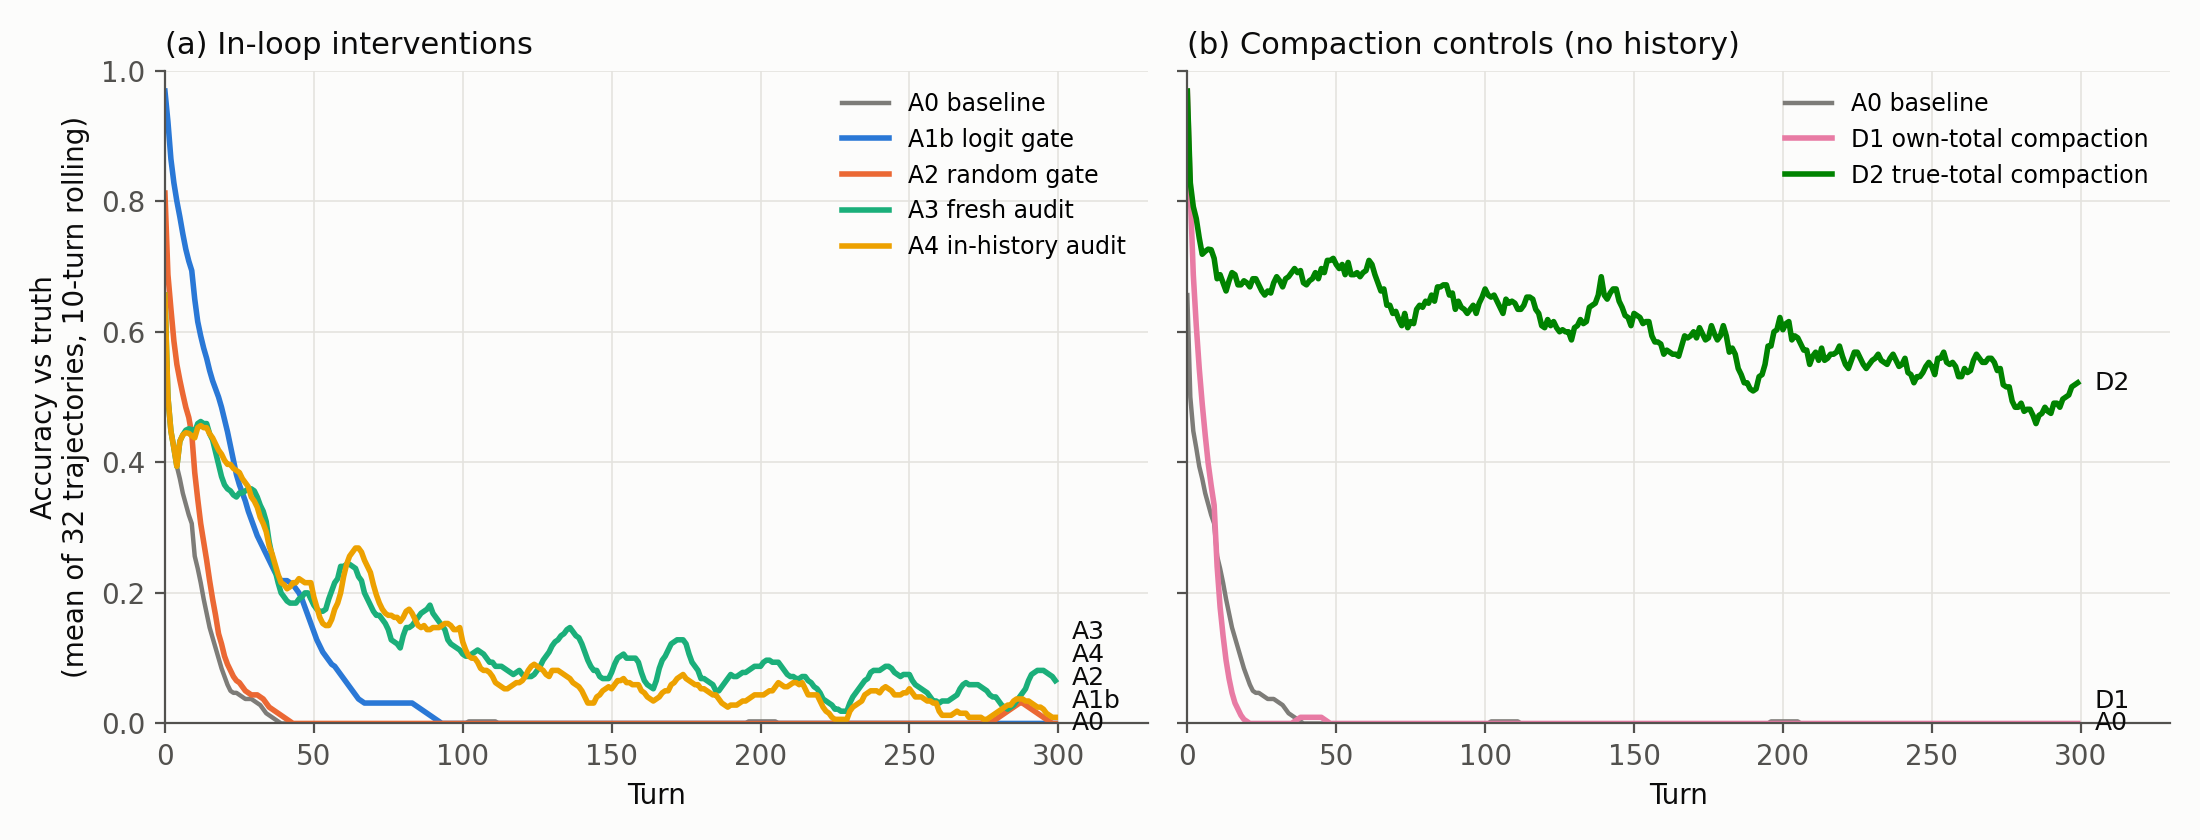 (a) In-loop interventions
Accuracy vs truth
(mean of 32 trajectories, 10-turn rolling)
1.0
0.8
0.6
0.4
0.2
0.0
A0 baseline
A1b logit gate
A2 random gate
A3 fresh audit
A4 in-history audit
A3
A4
A2
A1b
A0
0 50 100 150 200 250 300
Turn
(b) Compaction controls (no history)
A0 baseline
D1 own-total compaction
D2 true-total compaction
D2
D1
A0
0 50 100 150 200 250 300
Turn